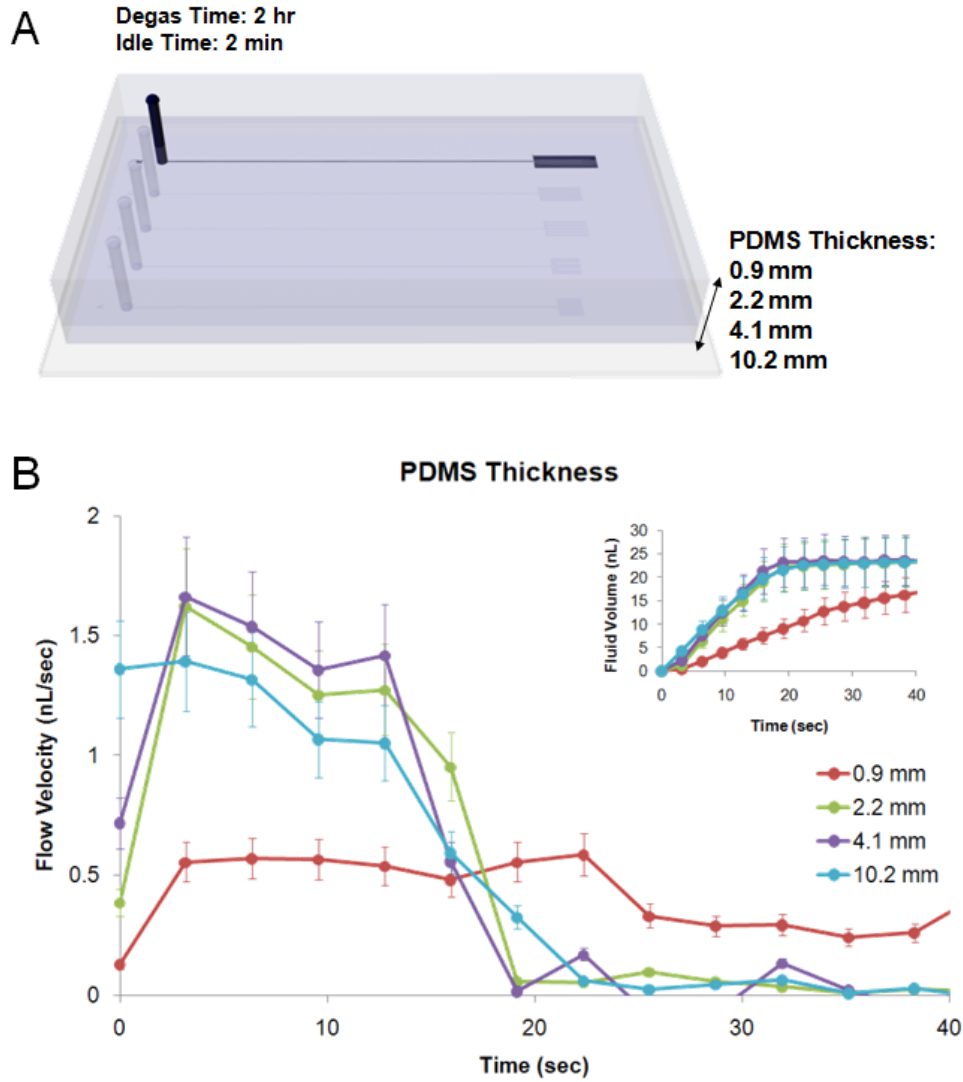 A
Degas Time: 2 hr
Idle Time: 2 min
PDMS Thickness:
0.9 mm
2.2 mm
4.1 mm
10.2 mm
B
PDMS Thickness
Flow Velocity (nL/sec)
2
1.5
1
0.5
0
0
10
20
30
40
Time (sec)
Fluid Volume (nL)
30
25
20
15
10
5
0
0
10
20
30
40
Time (sec)
0.9 mm
2.2 mm
4.1 mm
10.2 mm